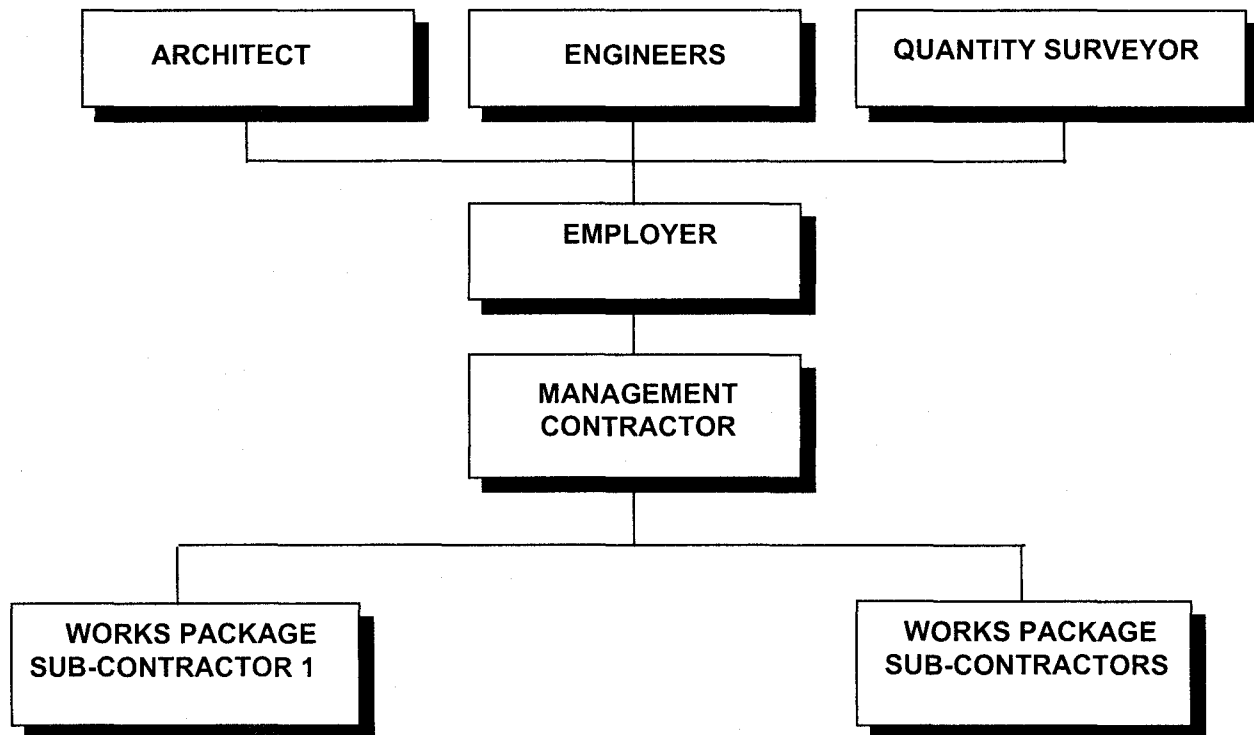 ARCHITECT
ENGINEERS
QUANTITY SURVEYOR
EMPLOYER
MANAGEMENT
CONTRACTOR
WORKS PACKAGE
SUB-CONTRACTOR 1
WORKS PACKAGE
SUB-CONTRACTORS